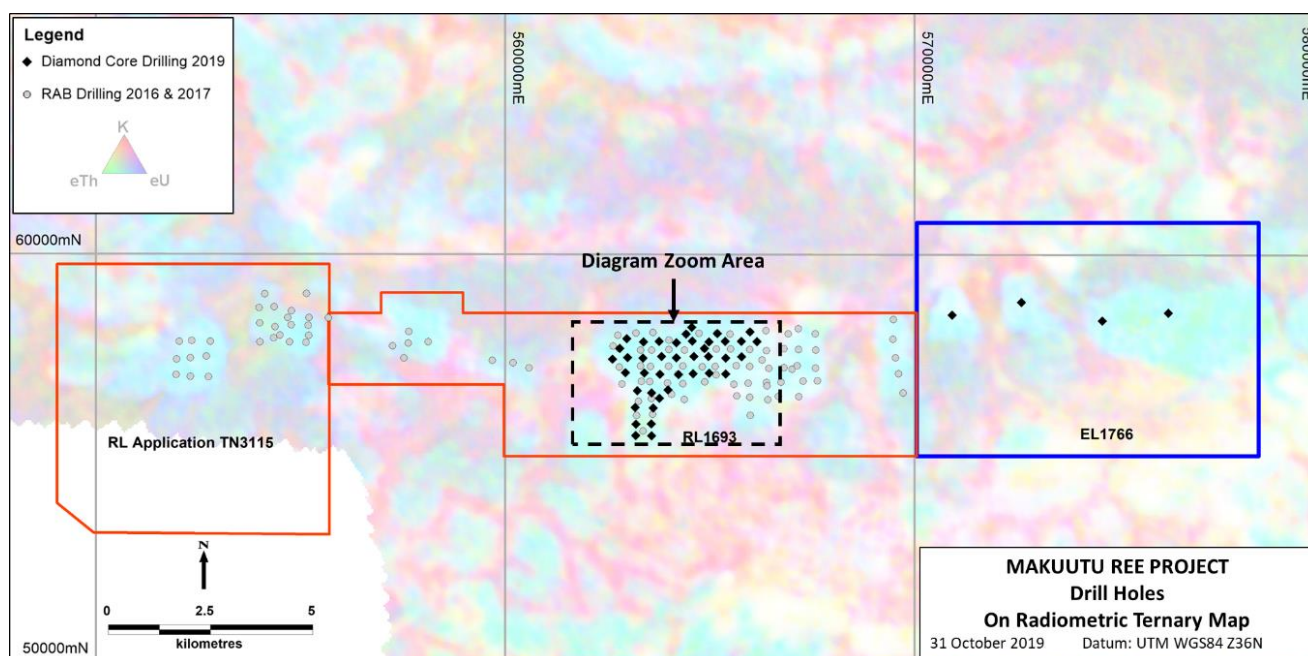 Legend
Diamond Core Drilling 2019
RAB Drilling 2016 & 2017
K
eTh
eU
560000mE
570000mE
580000mE
60000mN
Diagram Zoom Area
RL Application TN3115
RL1693
EL1766
N
0
2.5
5
kilometres
50000mN
MAKUUTU REE PROJECT
Drill Holes
On Radiometric Ternary Map
31 October 2019 Datum: UTM WGS84 Z36N